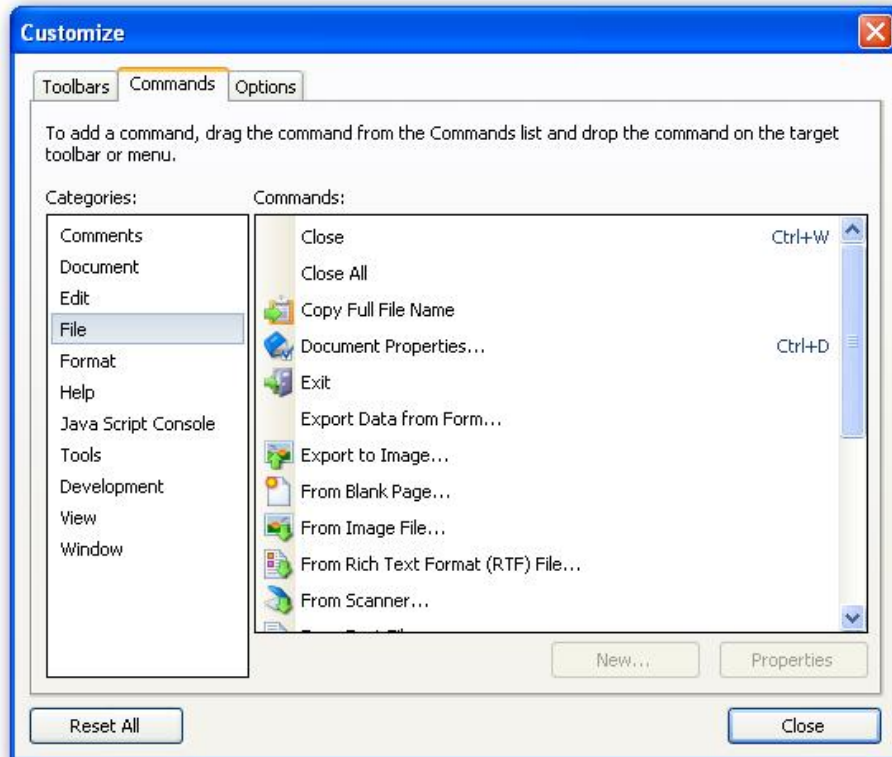 Customize
Toolbars Commands Options
To add a command, drag the command from the Commands list and drop the command on the target
toolbar or menu.
Categories: Commands:
Comments
Document
Edit
File
Format
Help
Java Script Console
Tools
Development
View
Window
Close Ctrl+W
Close All
Copy Full File Name
Document Properties... Ctrl+D
Exit
Export Data from Form...
Export to Image...
From Blank Page...
From Image File...
From Rich Text Format (RTF) File...
From Scanner...
New... Properties
Reset All Close